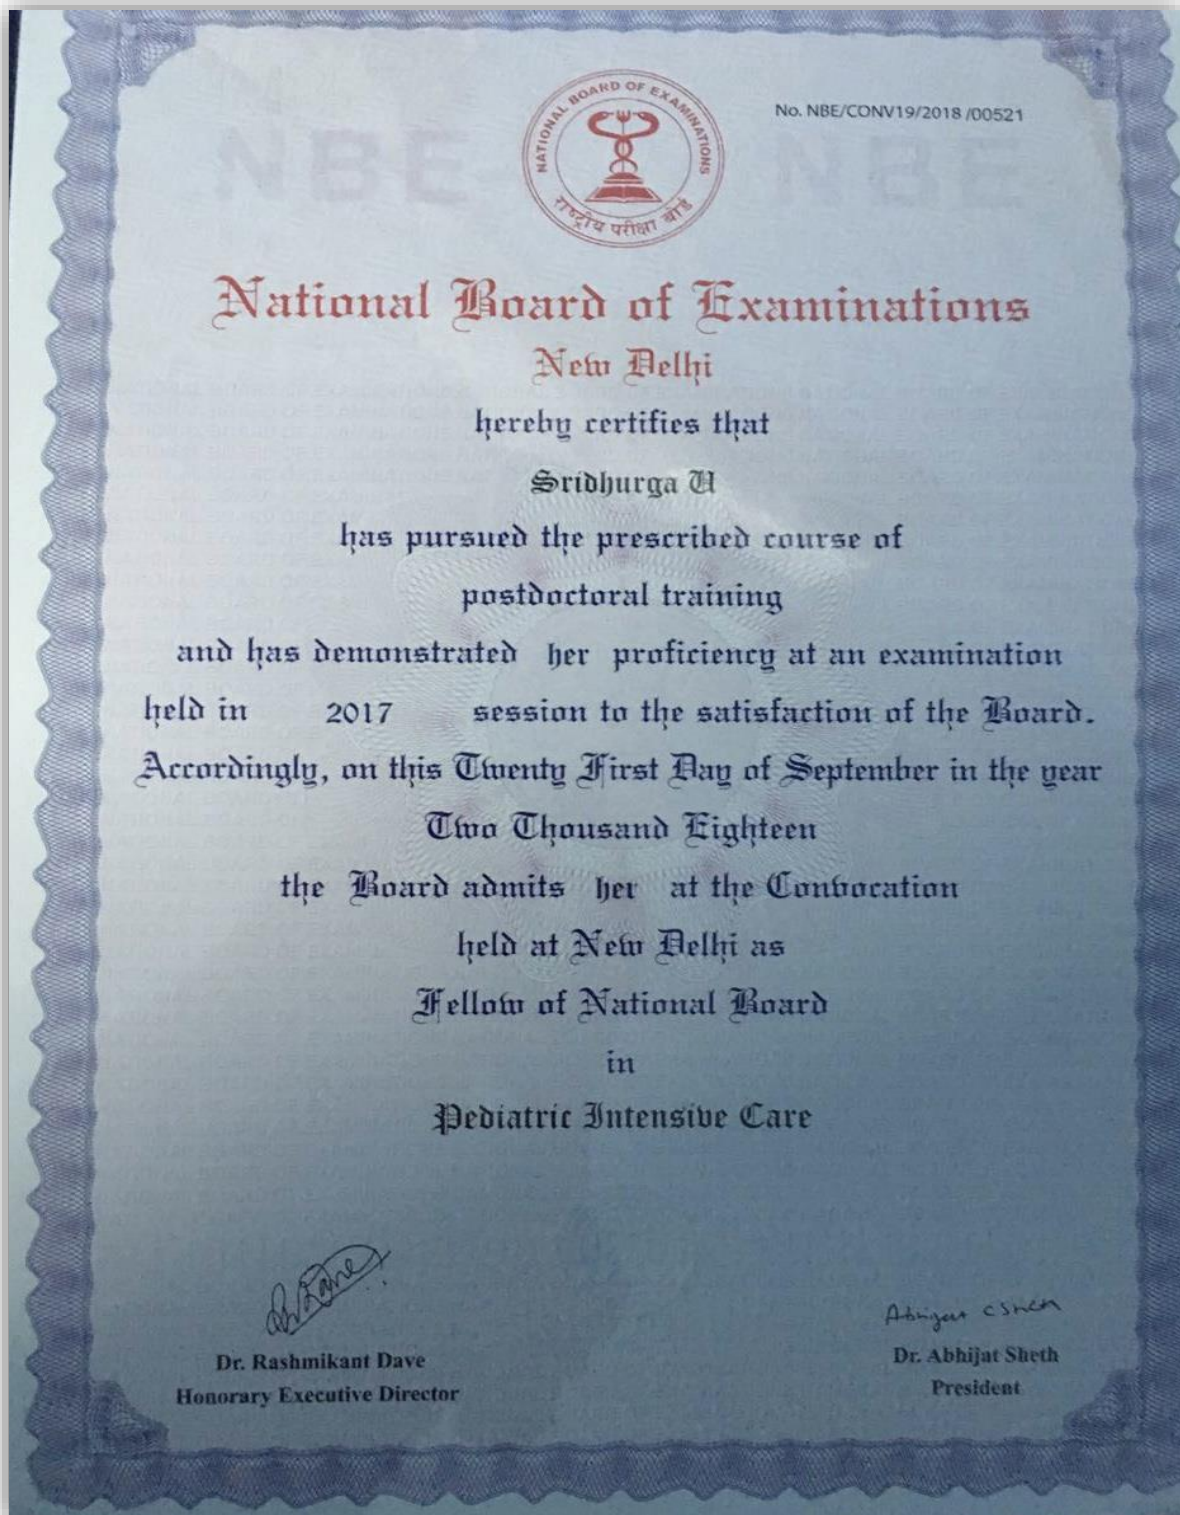 No. NBE/CONV19/2018 /00521
NBE NBE
NATIONAL BOARD OF EXAMINATIONS
राष्ट्रीय परीक्षा बोर्ड
National Board of Examinations
New Delhi
hereby certifies that
Sridhurga U
has pursued the prescribed course of
postdoctoral training
and has demonstrated her proficiency at an examination
held in 2017 session to the satisfaction of the Board.
Accordingly, on this Twenty First Day of September in the year
Two Thousand Eighteen
the Board admits her at the Convocation
held at New Delhi as
Fellow of National Board
in
Pediatric Intensive Care
Dr. Rashmikant Dave
Honorary Executive Director
Abhijat C Sheth
Dr. Abhijat Sheth
President